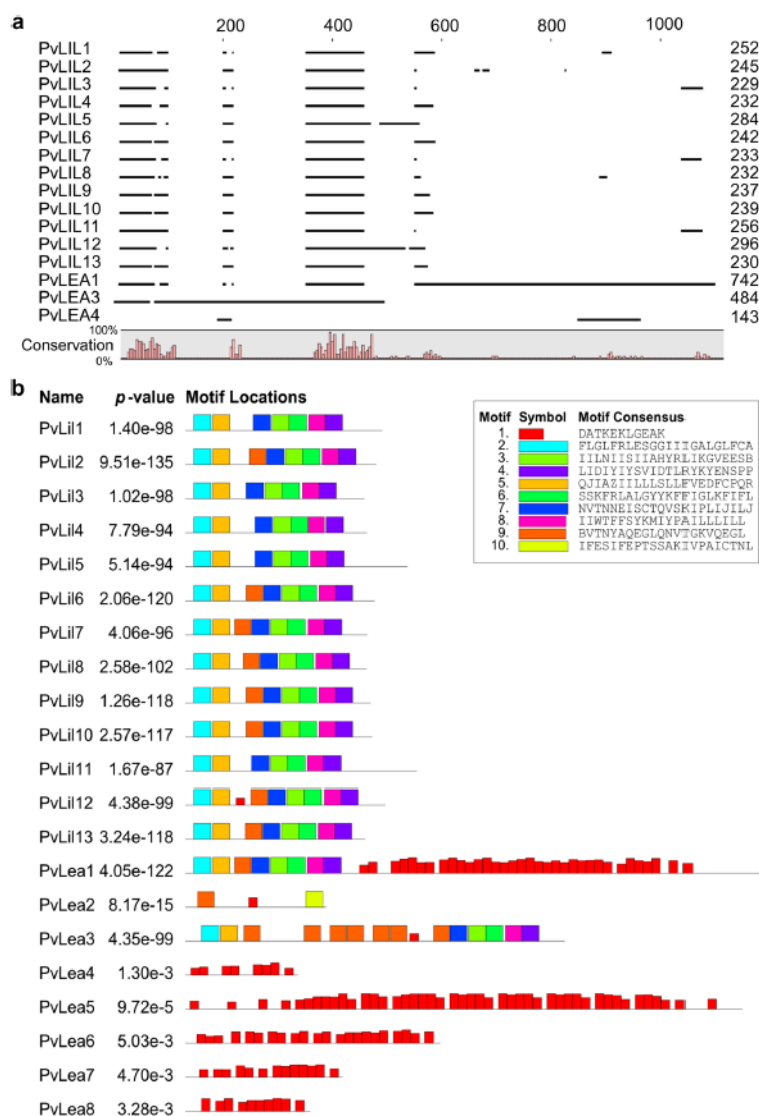 a
200 400 600 800 1000
PvLIL1 252
PvLIL2 245
PvLIL3 229
PvLIL4 232
PvLIL5 284
PvLIL6 242
PvLIL7 233
PvLIL8 232
PvLIL9 237
PvLIL10 239
PvLIL11 256
PvLIL12 296
PvLIL13 230
PvLEA1 742
PvLEA3 484
PvLEA4 143
100%
Conservation
0%
b
Name p-value Motif Locations
PvLil1 1.40e-98
PvLil2 9.51e-135
PvLil3 1.02e-98
PvLil4 7.79e-94
PvLil5 5.14e-94
PvLil6 2.06e-120
PvLil7 4.06e-96
PvLil8 2.58e-102
PvLil9 1.26e-118
PvLil10 2.57e-117
PvLil11 1.67e-87
PvLil12 4.38e-99
PvLil13 3.24e-118
PvLea1 4.05e-122
PvLea2 8.17e-15
PvLea3 4.35e-99
PvLea4 1.30e-3
PvLea5 9.72e-5
PvLea6 5.03e-3
PvLea7 4.70e-3
PvLea8 3.28e-3
Motif Symbol Motif Consensus
1. DATKEKLGEAK
2. FLGLFRLESGGIIIGALGLFCA
3. IILNIISIIAHYRLIKGVEESB
4. LIDIYIYSVIDTLRYKYENSPP
5. QJIAZIILLLSLLFVEDFCPQR
6. SSKFRLALGYYKFFIGLKFIFL
7. NVTNNEISCTQVSKIPLIJILJ
8. IIWTFFSYKMIYPAILLLILL
9. BVTNYAQEGLQNVTGKVQEGL
10. IFESIFEPTSSAKIVPAICTNL